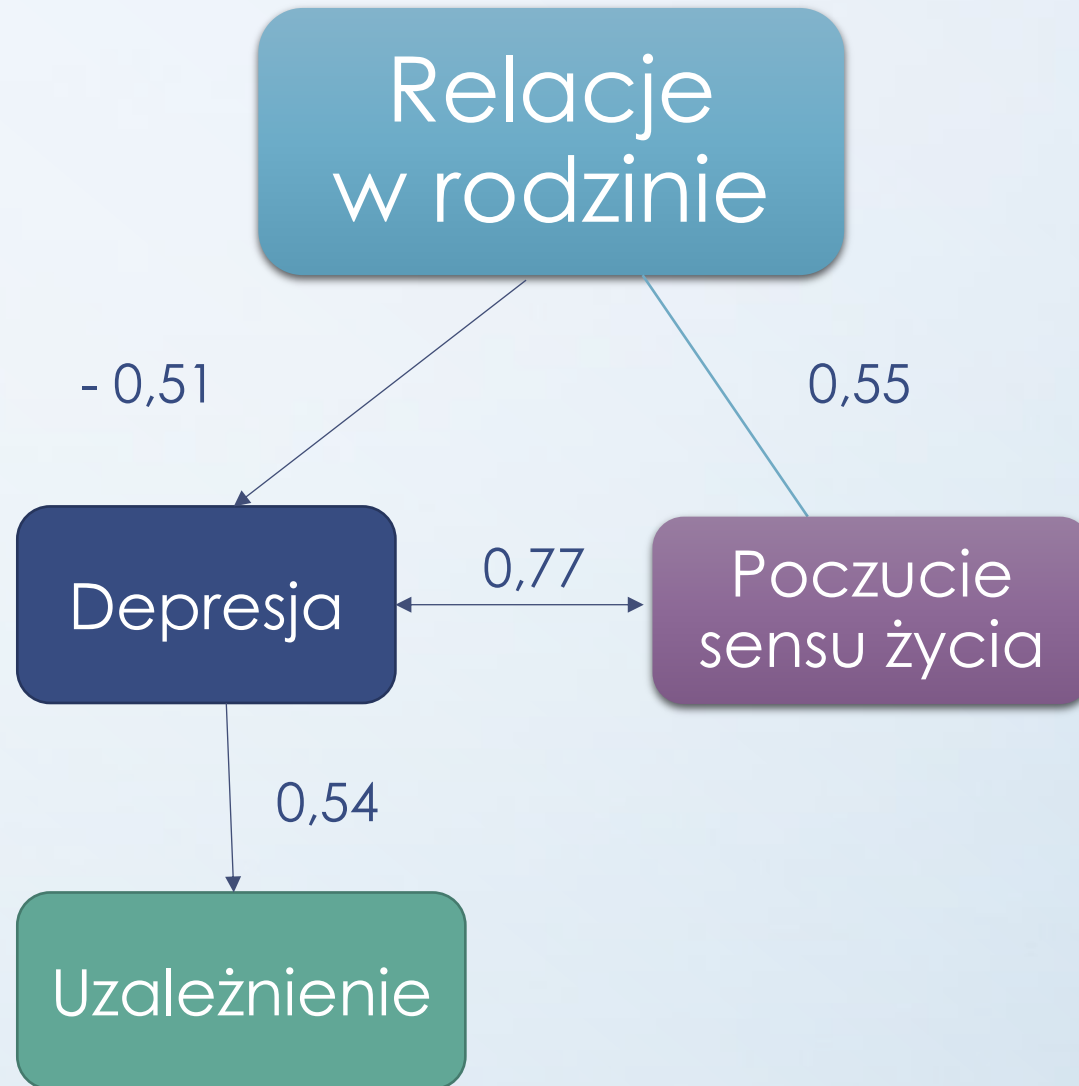 Relacje
w rodzinie
- 0,51
0,55
Depresja
0,77
Poczucie
sensu życia
0,54
Uzależnienie